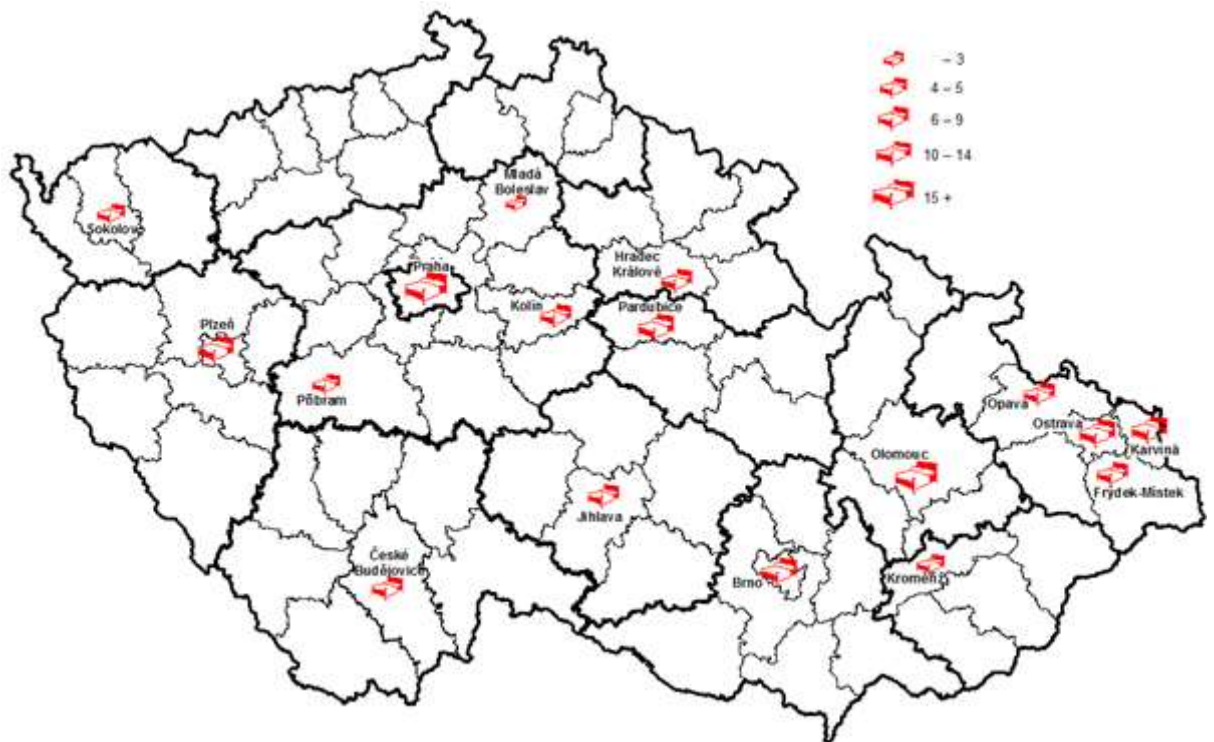 – 3
4 – 5
6 – 9
10 – 14
15 +
Mladá
Boleslav
Sokolov
Hradec
Králové
Praha
Kolín
Pardubice
Plzeň
Příbram
Opava
Ostrava
Karviná
Olomouc
Frýdek-Místek
Jihlava
České
Budějovice
Brno
Kroměříž